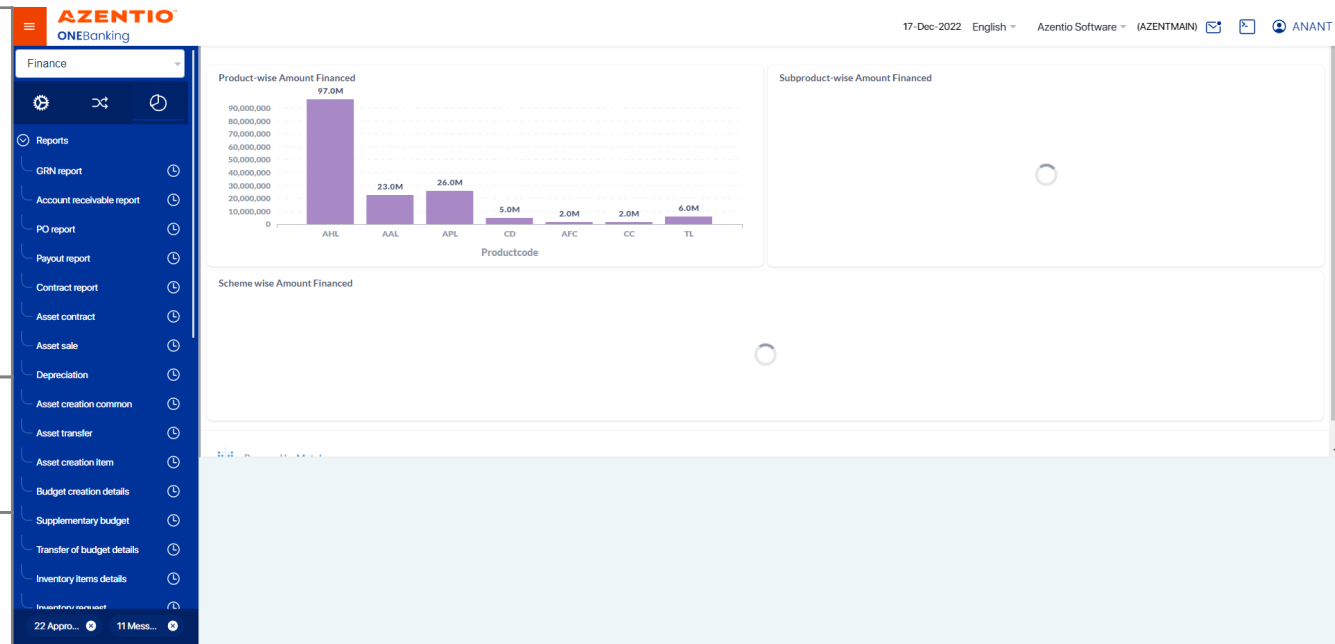 AZENTIO
ONEBanking
17-Dec-2022 English Azentio Software (AZENTMAIN) ANANT
Finance
Reports
GRN report
Account receivable report
PO report
Payout report
Contract report
Asset contract
Asset sale
Depreciation
Asset creation common
Asset transfer
Asset creation item
Budget creation details
Supplementary budget
Transfer of budget details
Inventory items details
Inventory request
22 Appro... 11 Mess...
Product-wise Amount Financed
97.0M
90,000,000
80,000,000
70,000,000
60,000,000
50,000,000
40,000,000
30,000,000 23.0M 26.0M
20,000,000
10,000,000 5.0M 2.0M 2.0M 6.0M
0
AHL AAL APL CD AFC CC TL
Productcode
Subproduct-wise Amount Financed
Scheme wise Amount Financed